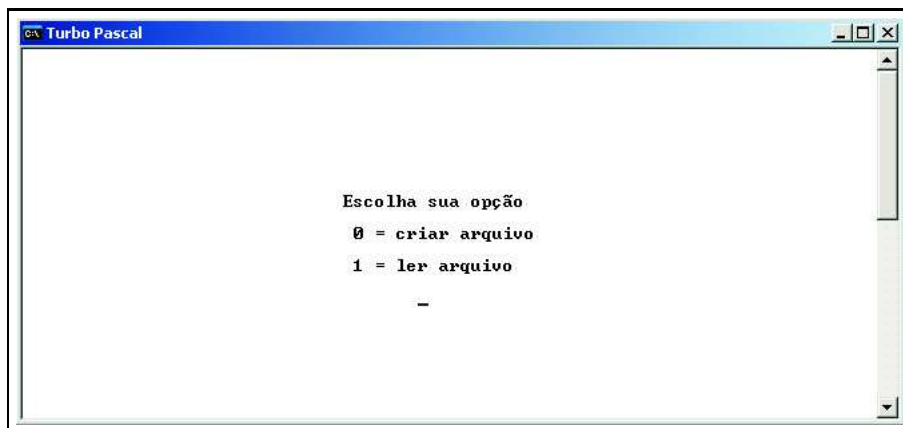 Turbo Pascal
Escolha sua opção
0 = criar arquivo
1 = ler arquivo
_